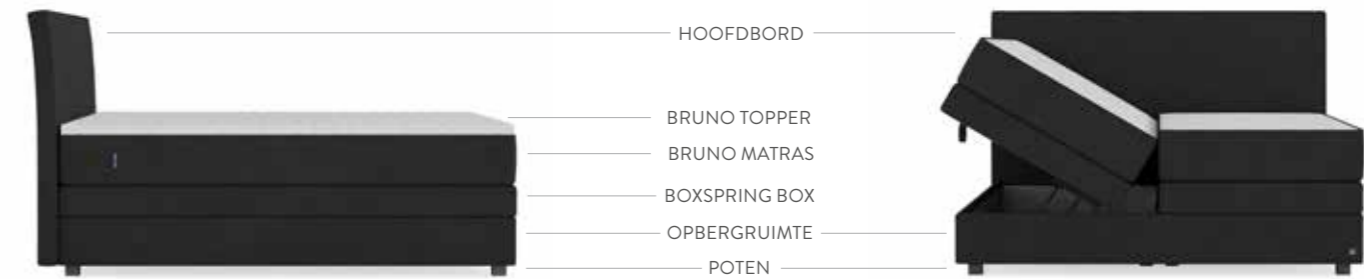 HOOFDBORD
BRUNO TOPPER
BRUNO MATRAS
BOXSPRING BOX
OPBERGRUIMTE
POTEN